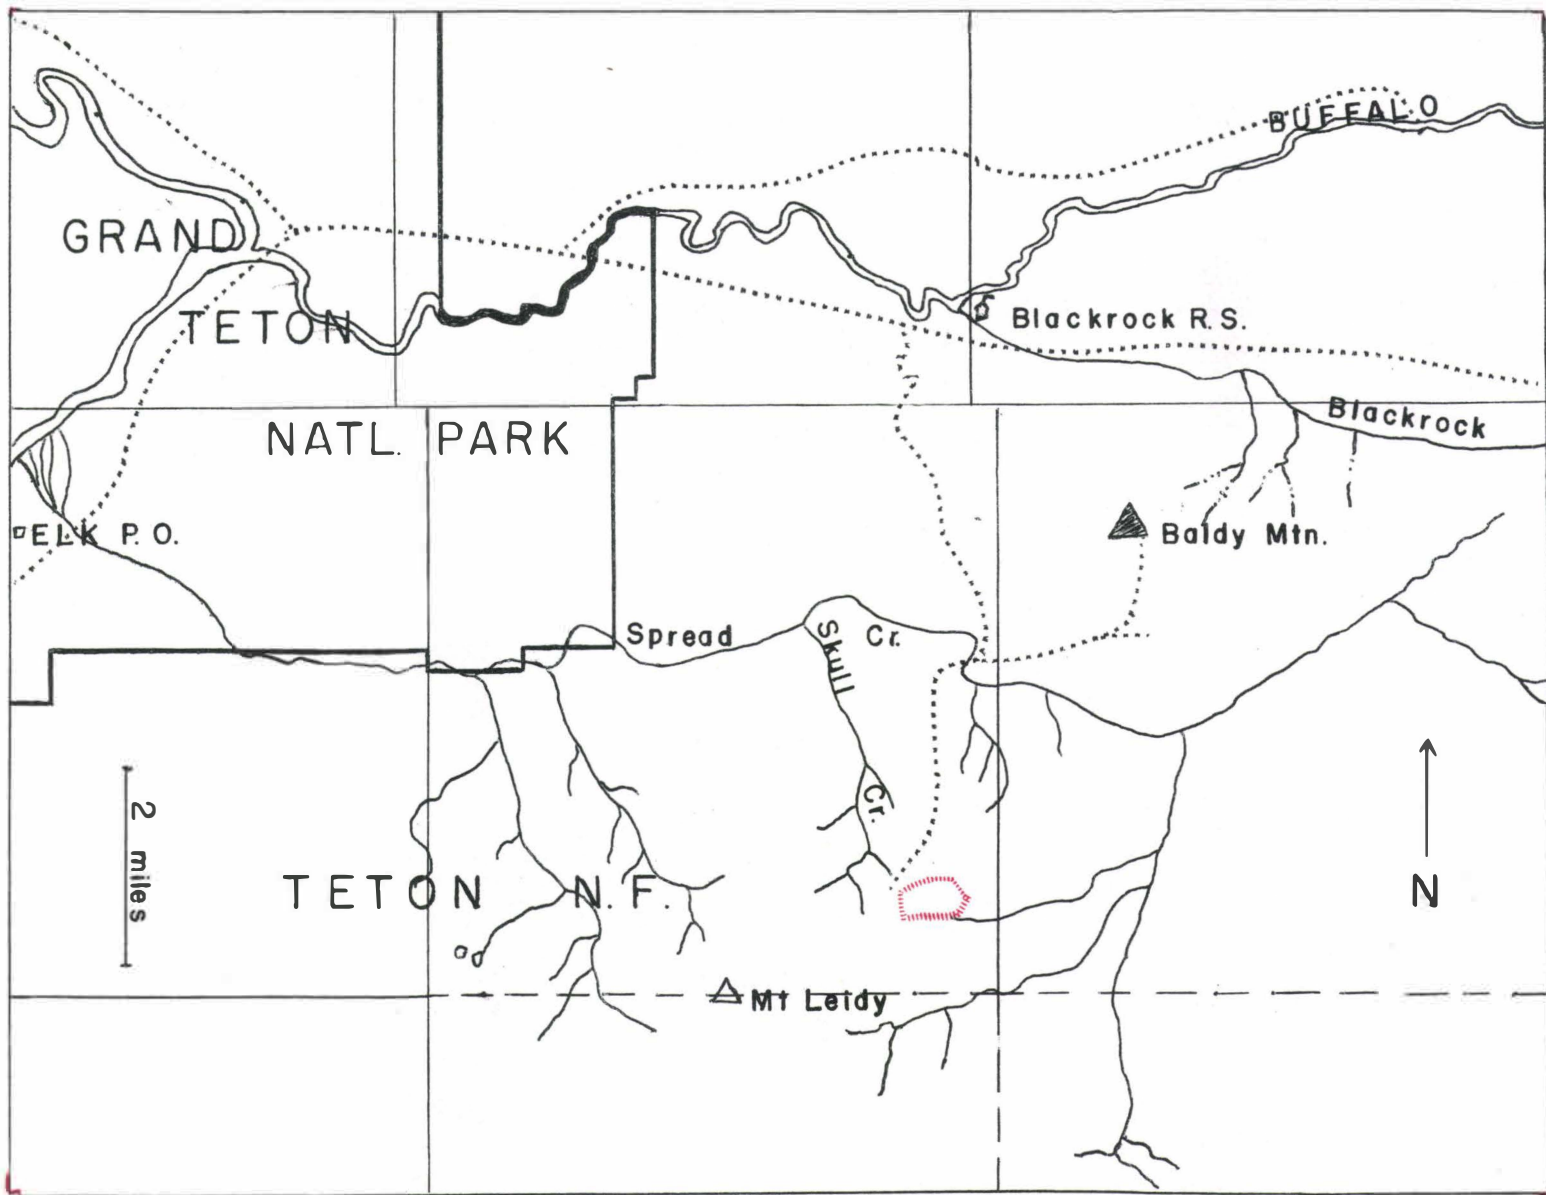 BUFFALO
GRAND
TETON
Blackrock R.S.
Blackrock
NATL. PARK
ELK P.O.
Baldy Mtn.
Spread Cr.
Skull Cr.
2 miles
TETON N.F.
N
Mt Leidy